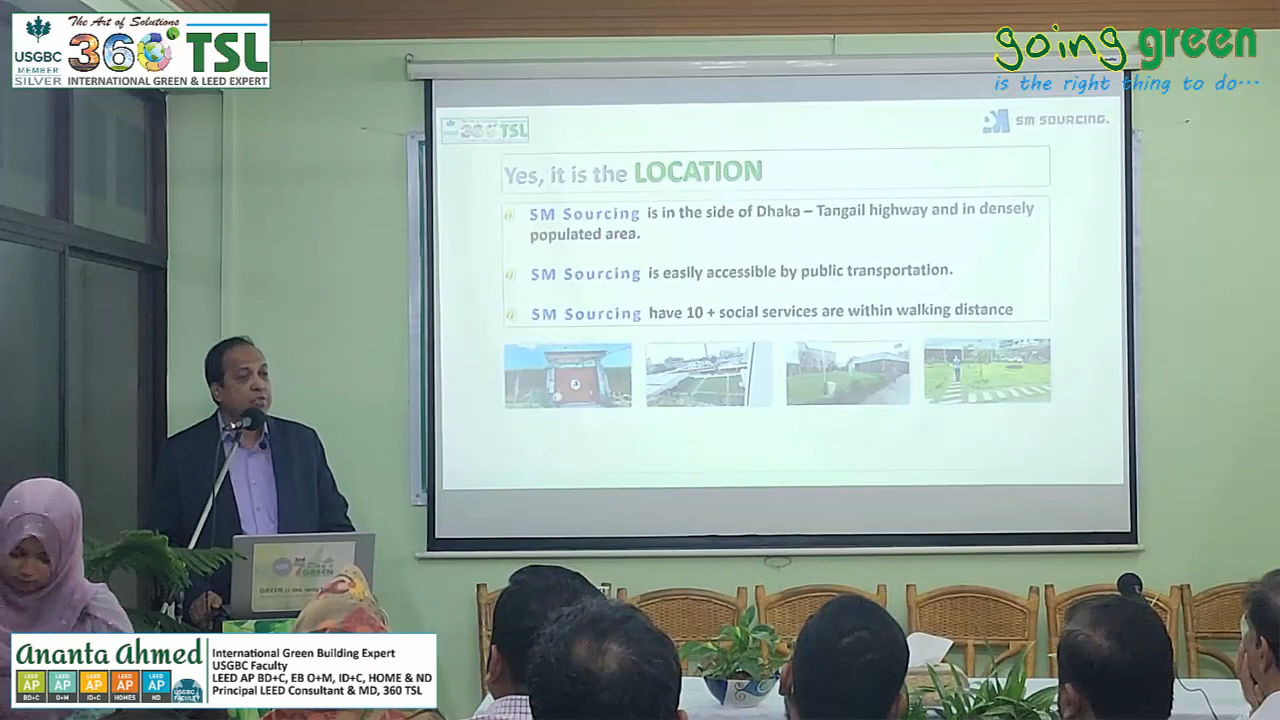 The Art of Solutions
USGBC
MEMBER
SILVER
360° TSL
INTERNATIONAL GREEN & LEED EXPERT
going green
is the right thing to do...
360° TSL
SM SOURCING.
Yes, it is the LOCATION
SM Sourcing is in the side of Dhaka – Tangail highway and in densely
populated area.
SM Sourcing is easily accessible by public transportation.
SM Sourcing have 10 + social services are within walking distance
3rd
GREEN
GREEN is the
Ananta Ahmed
LEED AP BD+C
LEED AP O+M
LEED AP ID+C
LEED AP HOMES
LEED AP ND
USGBC FACULTY
International Green Building Expert
USGBC Faculty
LEED AP BD+C, EB O+M, ID+C, HOME & ND
Principal LEED Consultant & MD, 360 TSL